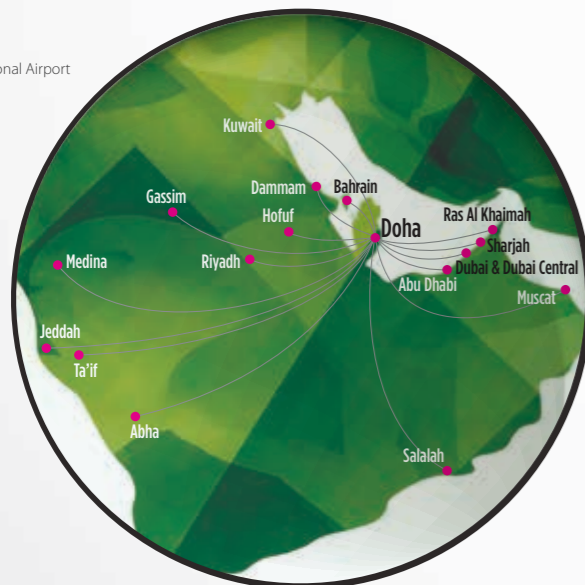 onal Airport
Kuwait
Dammam
Bahrain
Gassim
Hofuf
Doha
Ras Al Khaimah
Sharjah
Medina
Riyadh
Dubai & Dubai Central
Abu Dhabi
Muscat
Jeddah
Ta'if
Abha
Salalah